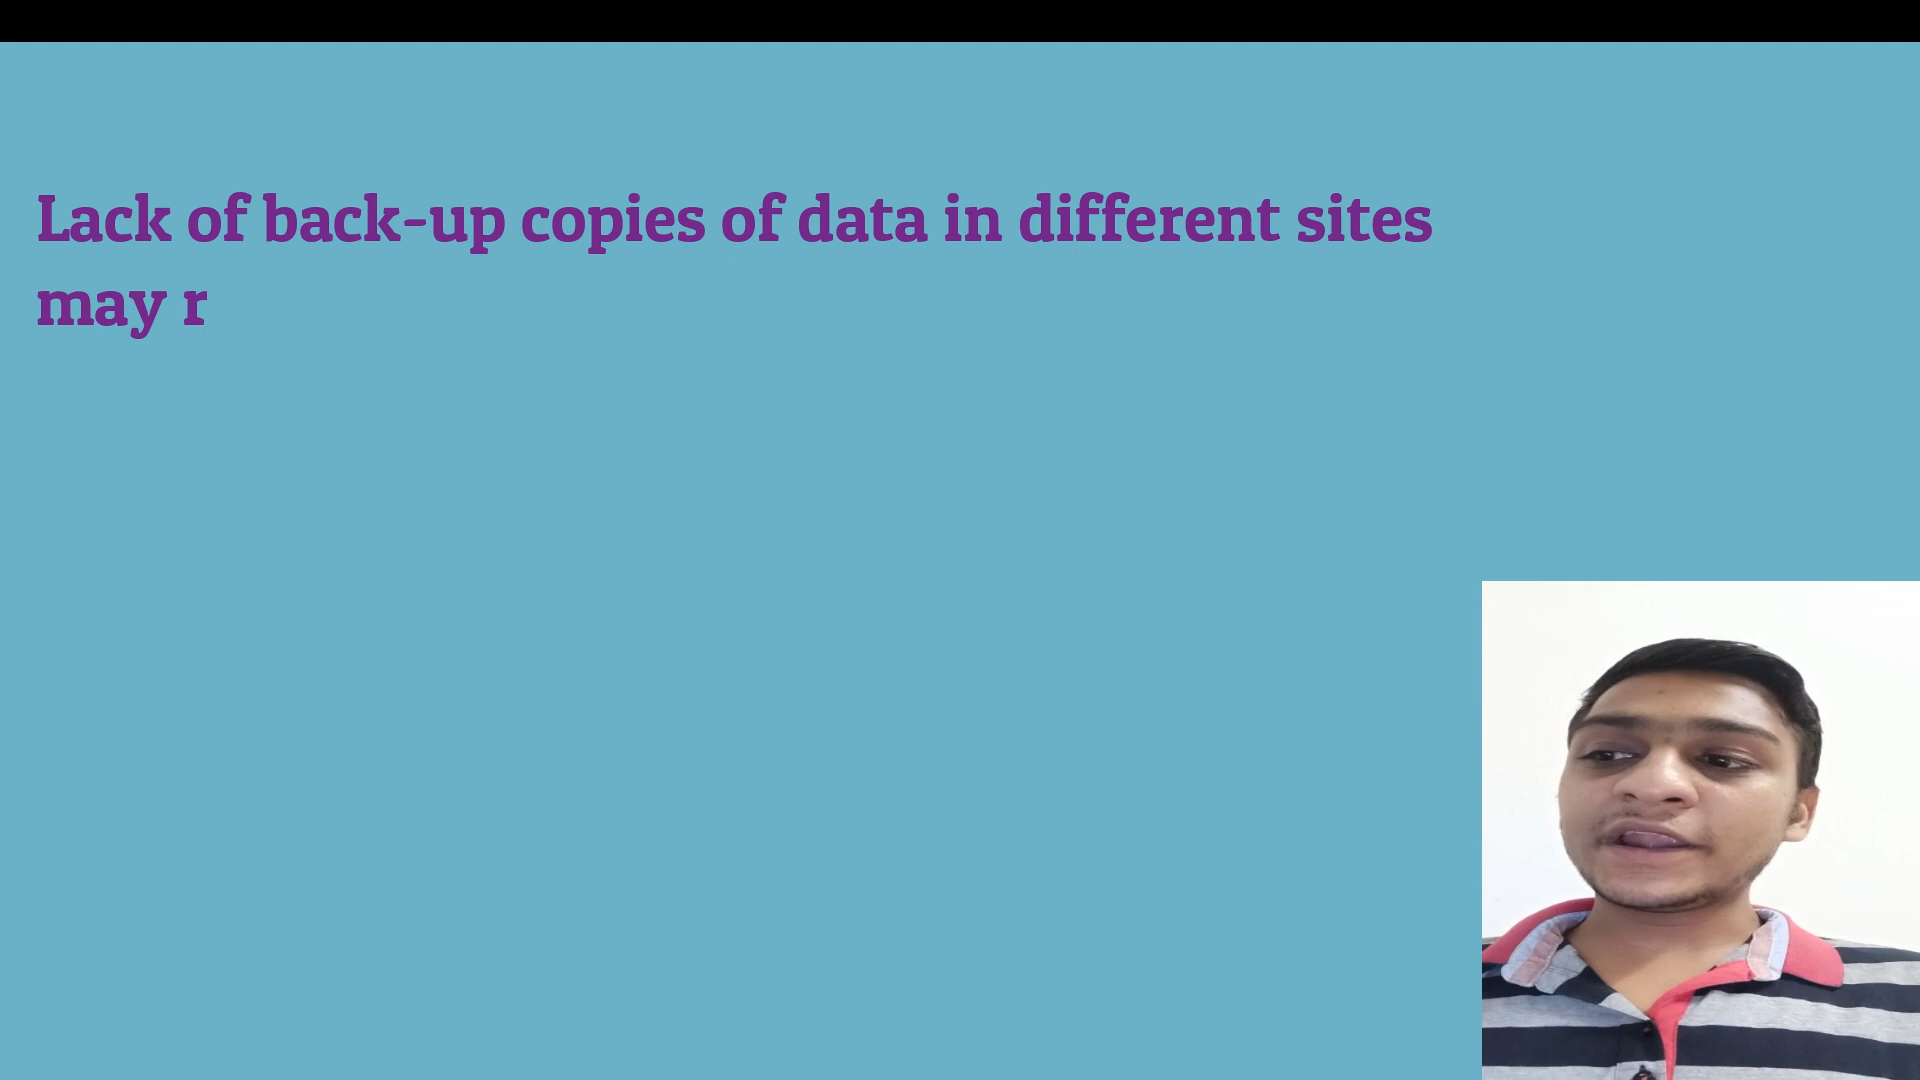 Lack of back-up copies of data in different sites
may r